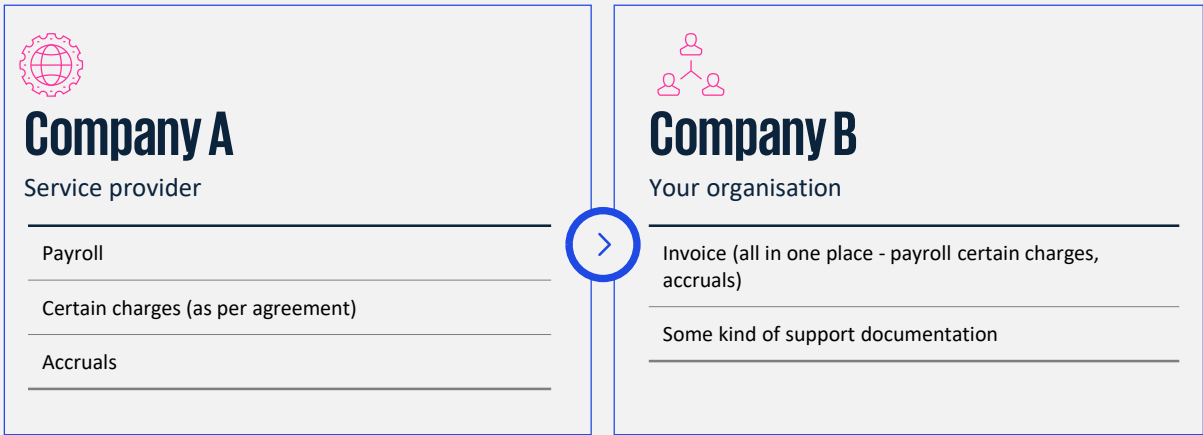 Company A
Service provider
Payroll
Certain charges (as per agreement)
Accruals
Company B
Your organisation
Invoice (all in one place - payroll certain charges,
accruals)
Some kind of support documentation